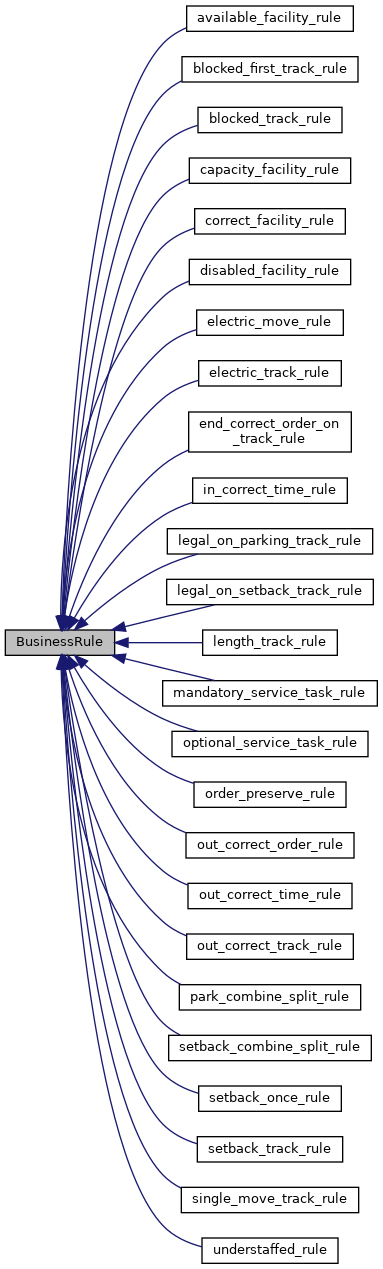 available_facility_rule
blocked_first_track_rule
blocked_track_rule
capacity_facility_rule
correct_facility_rule
disabled_facility_rule
electric_move_rule
electric_track_rule
end_correct_order_on
_track_rule
in_correct_time_rule
legal_on_parking_track_rule
legal_on_setback_track_rule
BusinessRule
length_track_rule
mandatory_service_task_rule
optional_service_task_rule
order_preserve_rule
out_correct_order_rule
out_correct_time_rule
out_correct_track_rule
park_combine_split_rule
setback_combine_split_rule
setback_once_rule
setback_track_rule
single_move_track_rule
understaffed_rule